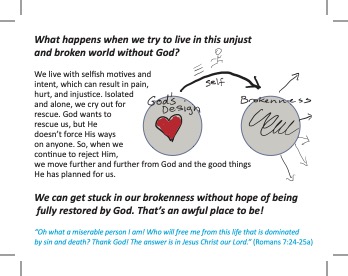 What happens when we try to live in this unjust
and broken world without God?
We live with selfish motives and
intent, which can result in pain,
hurt, and injustice. Isolated
and alone, we cry out for
rescue. God wants to
rescue us, but He
doesn't force His ways
on anyone. So, when we
continue to reject Him,
we move further and further from God and the good things
He has planned for us.
self
God's
Design
Brokenness
We can get stuck in our brokenness without hope of being
fully restored by God. That's an awful place to be!
"Oh what a miserable person I am! Who will free me from this life that is dominated
by sin and death? Thank God! The answer is in Jesus Christ our Lord." (Romans 7:24-25a)